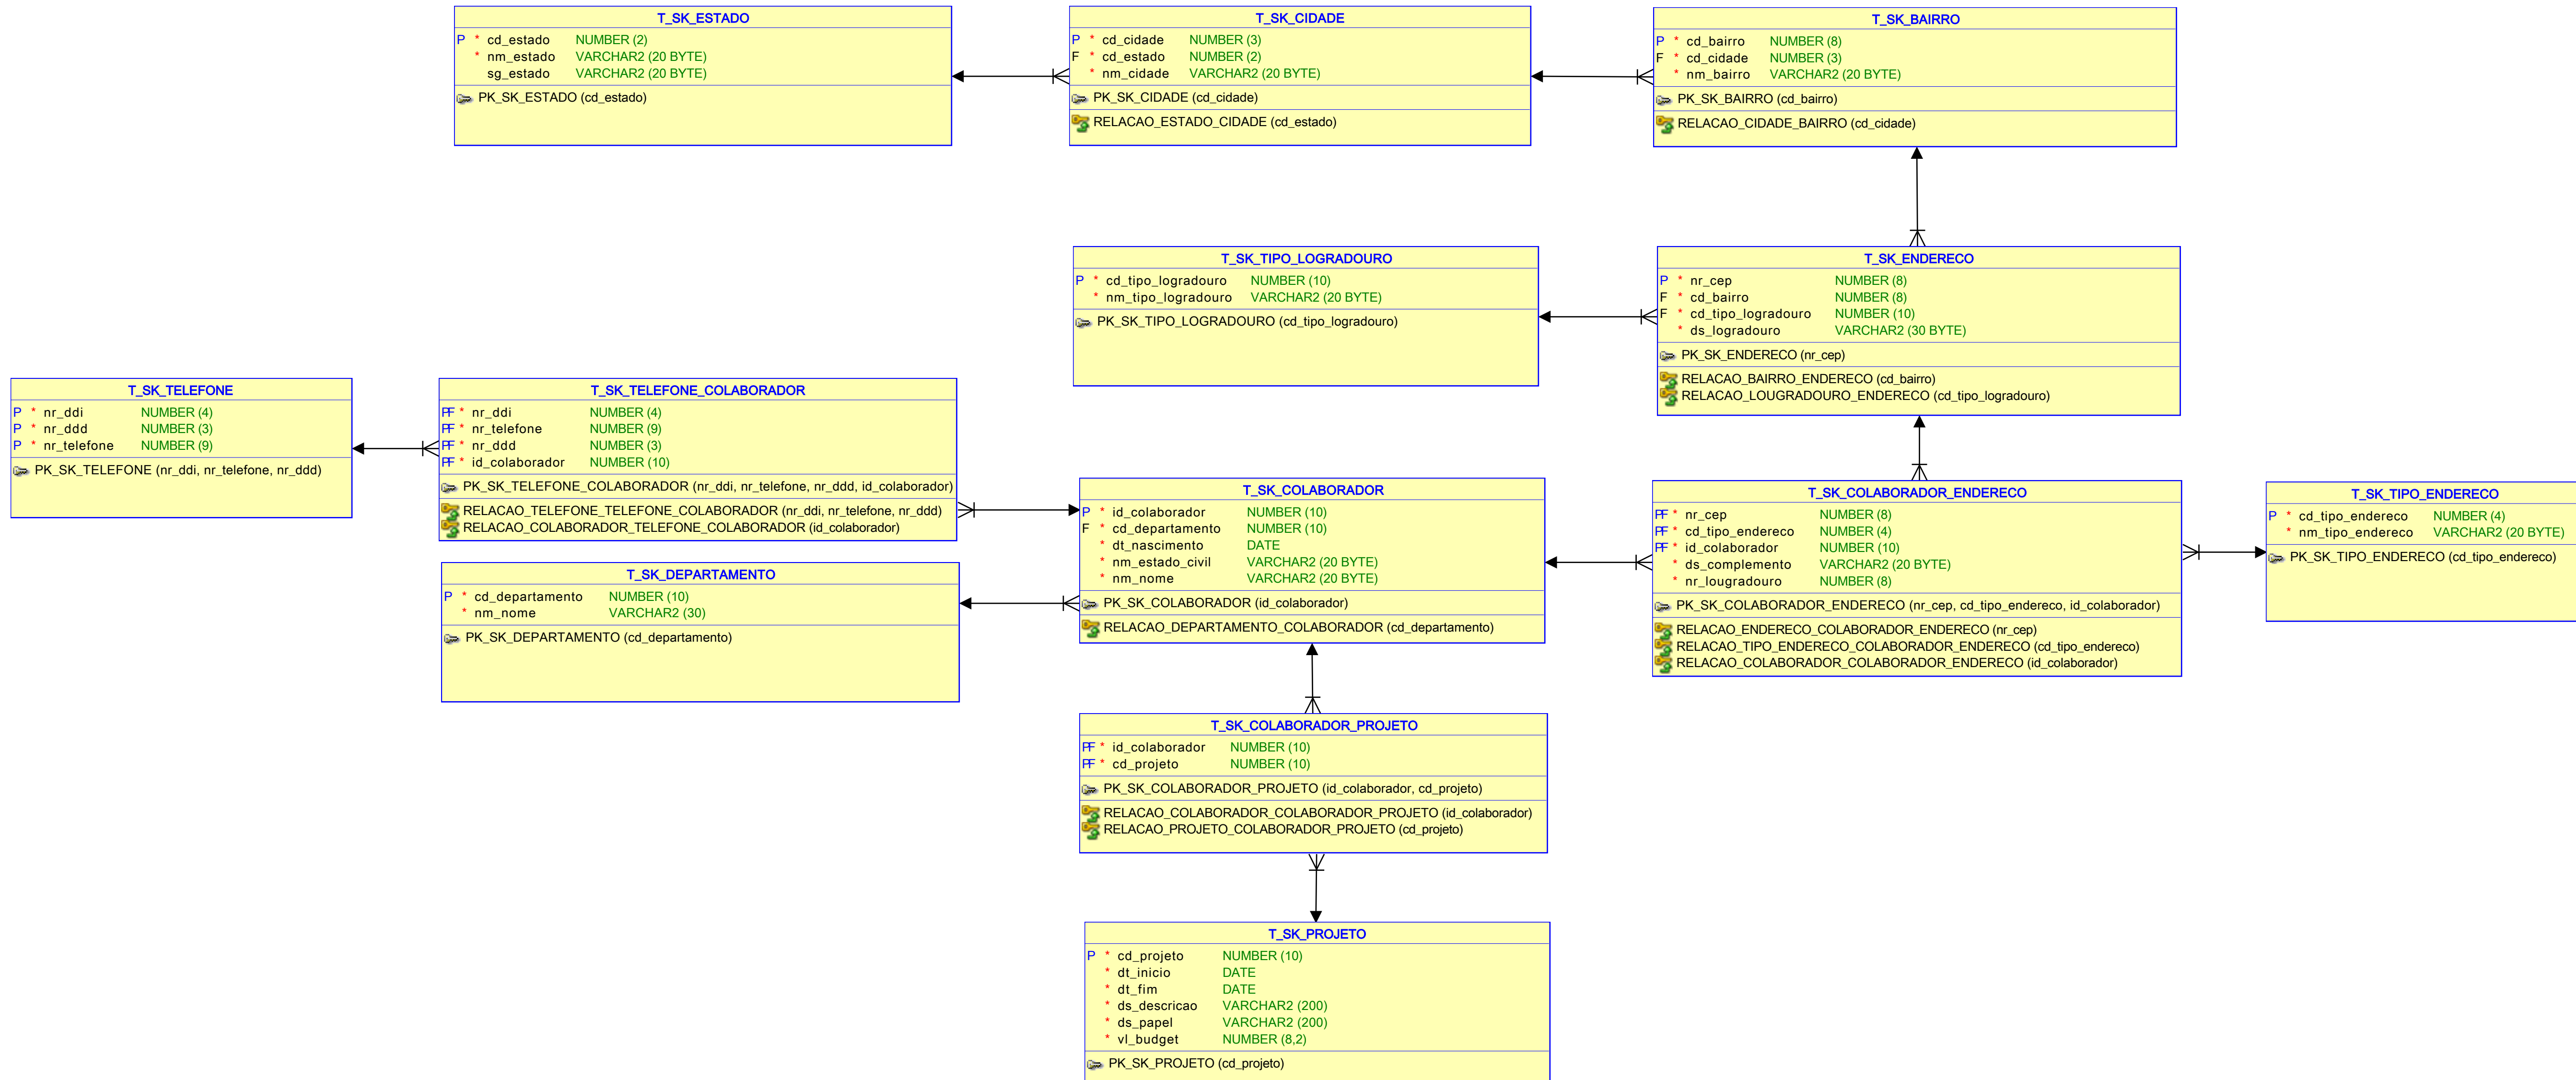 T_SK_ESTADO
P * cd_estado NUMBER (2)
* nm_estado VARCHAR2 (20 BYTE)
sg_estado VARCHAR2 (20 BYTE)
PK_SK_ESTADO (cd_estado)
T_SK_CIDADE
P * cd_cidade NUMBER (3)
F * cd_estado NUMBER (2)
* nm_cidade VARCHAR2 (20 BYTE)
PK_SK_CIDADE (cd_cidade)
RELACAO_ESTADO_CIDADE (cd_estado)
T_SK_BAIRRO
P * cd_bairro NUMBER (8)
F * cd_cidade NUMBER (3)
* nm_bairro VARCHAR2 (20 BYTE)
PK_SK_BAIRRO (cd_bairro)
RELACAO_CIDADE_BAIRRO (cd_cidade)
T_SK_TIPO_LOGRADOURO
P * cd_tipo_logradouro NUMBER (10)
* nm_tipo_logradouro VARCHAR2 (20 BYTE)
PK_SK_TIPO_LOGRADOURO (cd_tipo_logradouro)
T_SK_ENDERECO
P * nr_cep NUMBER (8)
F * cd_bairro NUMBER (8)
F * cd_tipo_logradouro NUMBER (10)
* ds_logradouro VARCHAR2 (30 BYTE)
PK_SK_ENDERECO (nr_cep)
RELACAO_BAIRRO_ENDERECO (cd_bairro)
RELACAO_LOUGRADOURO_ENDERECO (cd_tipo_logradouro)
T_SK_TELEFONE
P * nr_ddi NUMBER (4)
P * nr_ddd NUMBER (3)
P * nr_telefone NUMBER (9)
PK_SK_TELEFONE (nr_ddi, nr_telefone, nr_ddd)
T_SK_TELEFONE_COLABORADOR
PF * nr_ddi NUMBER (4)
PF * nr_telefone NUMBER (9)
PF * nr_ddd NUMBER (3)
PF * id_colaborador NUMBER (10)
PK_SK_TELEFONE_COLABORADOR (nr_ddi, nr_telefone, nr_ddd, id_colaborador)
RELACAO_TELEFONE_TELEFONE_COLABORADOR (nr_ddi, nr_telefone, nr_ddd)
RELACAO_COLABORADOR_TELEFONE_COLABORADOR (id_colaborador)
T_SK_COLABORADOR
P * id_colaborador NUMBER (10)
F * cd_departamento NUMBER (10)
* dt_nascimento DATE
* nm_estado_civil VARCHAR2 (20 BYTE)
* nm_nome VARCHAR2 (20 BYTE)
PK_SK_COLABORADOR (id_colaborador)
RELACAO_DEPARTAMENTO_COLABORADOR (cd_departamento)
T_SK_COLABORADOR_ENDERECO
PF * nr_cep NUMBER (8)
PF * cd_tipo_endereco NUMBER (4)
PF * id_colaborador NUMBER (10)
* ds_complemento VARCHAR2 (20 BYTE)
* nr_lougradouro NUMBER (8)
PK_SK_COLABORADOR_ENDERECO (nr_cep, cd_tipo_endereco, id_colaborador)
RELACAO_ENDERECO_COLABORADOR_ENDERECO (nr_cep)
RELACAO_TIPO_ENDERECO_COLABORADOR_ENDERECO (cd_tipo_endereco)
RELACAO_COLABORADOR_COLABORADOR_ENDERECO (id_colaborador)
T_SK_TIPO_ENDERECO
P * cd_tipo_endereco NUMBER (4)
* nm_tipo_endereco VARCHAR2 (20 BYTE)
PK_SK_TIPO_ENDERECO (cd_tipo_endereco)
T_SK_DEPARTAMENTO
P * cd_departamento NUMBER (10)
* nm_nome VARCHAR2 (30)
PK_SK_DEPARTAMENTO (cd_departamento)
T_SK_COLABORADOR_PROJETO
PF * id_colaborador NUMBER (10)
PF * cd_projeto NUMBER (10)
PK_SK_COLABORADOR_PROJETO (id_colaborador, cd_projeto)
RELACAO_COLABORADOR_COLABORADOR_PROJETO (id_colaborador)
RELACAO_PROJETO_COLABORADOR_PROJETO (cd_projeto)
T_SK_PROJETO
P * cd_projeto NUMBER (10)
* dt_inicio DATE
* dt_fim DATE
* ds_descricao VARCHAR2 (200)
* ds_papel VARCHAR2 (200)
* vl_budget NUMBER (8,2)
PK_SK_PROJETO (cd_projeto)